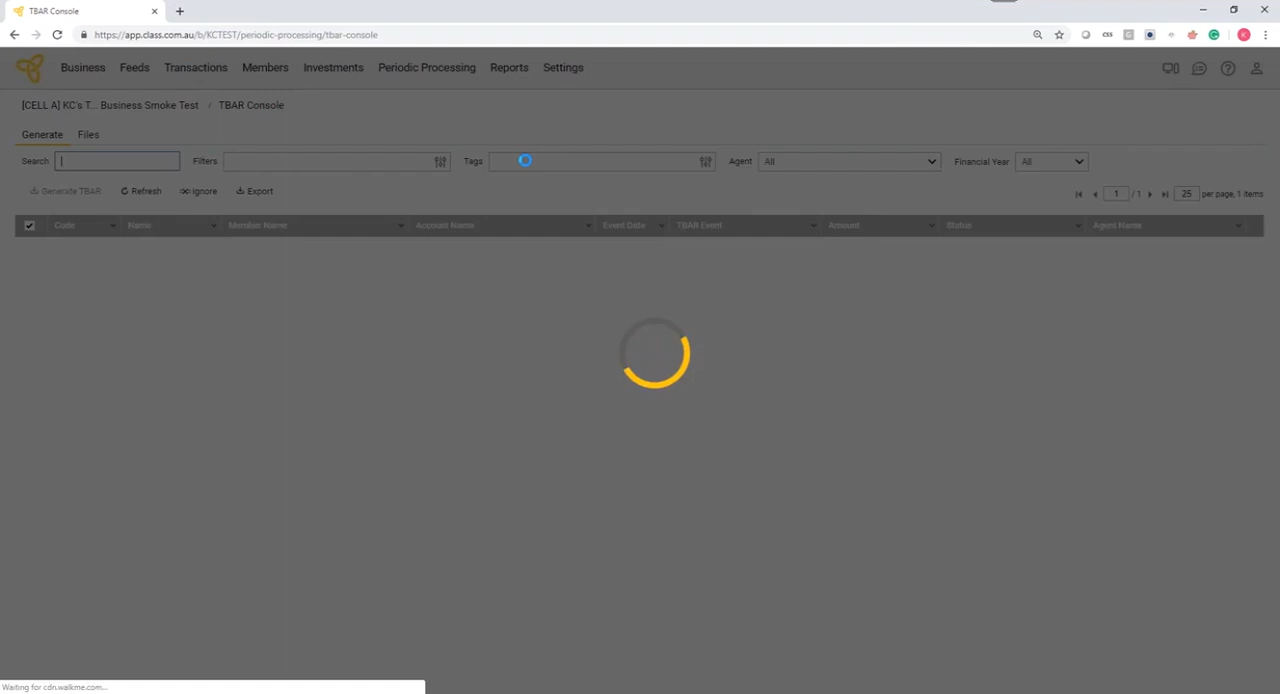 TBAR Console
https://app.class.com.au/b/KCTEST/periodic-processing/tbar-console
CSS
K
Business Feeds Transactions Members Investments Periodic Processing Reports Settings
[CELL A] KC's T... Business Smoke Test / TBAR Console
Generate Files
Search Filters Tags Agent All Financial Year All
Generate TBAR Refresh Ignore Export 1 / 1 25 per page, 1 items
Code Name Member Name Account Name Event Date TBAR Event Amount Status Agent Name
Waiting for cdn.walkme.com...